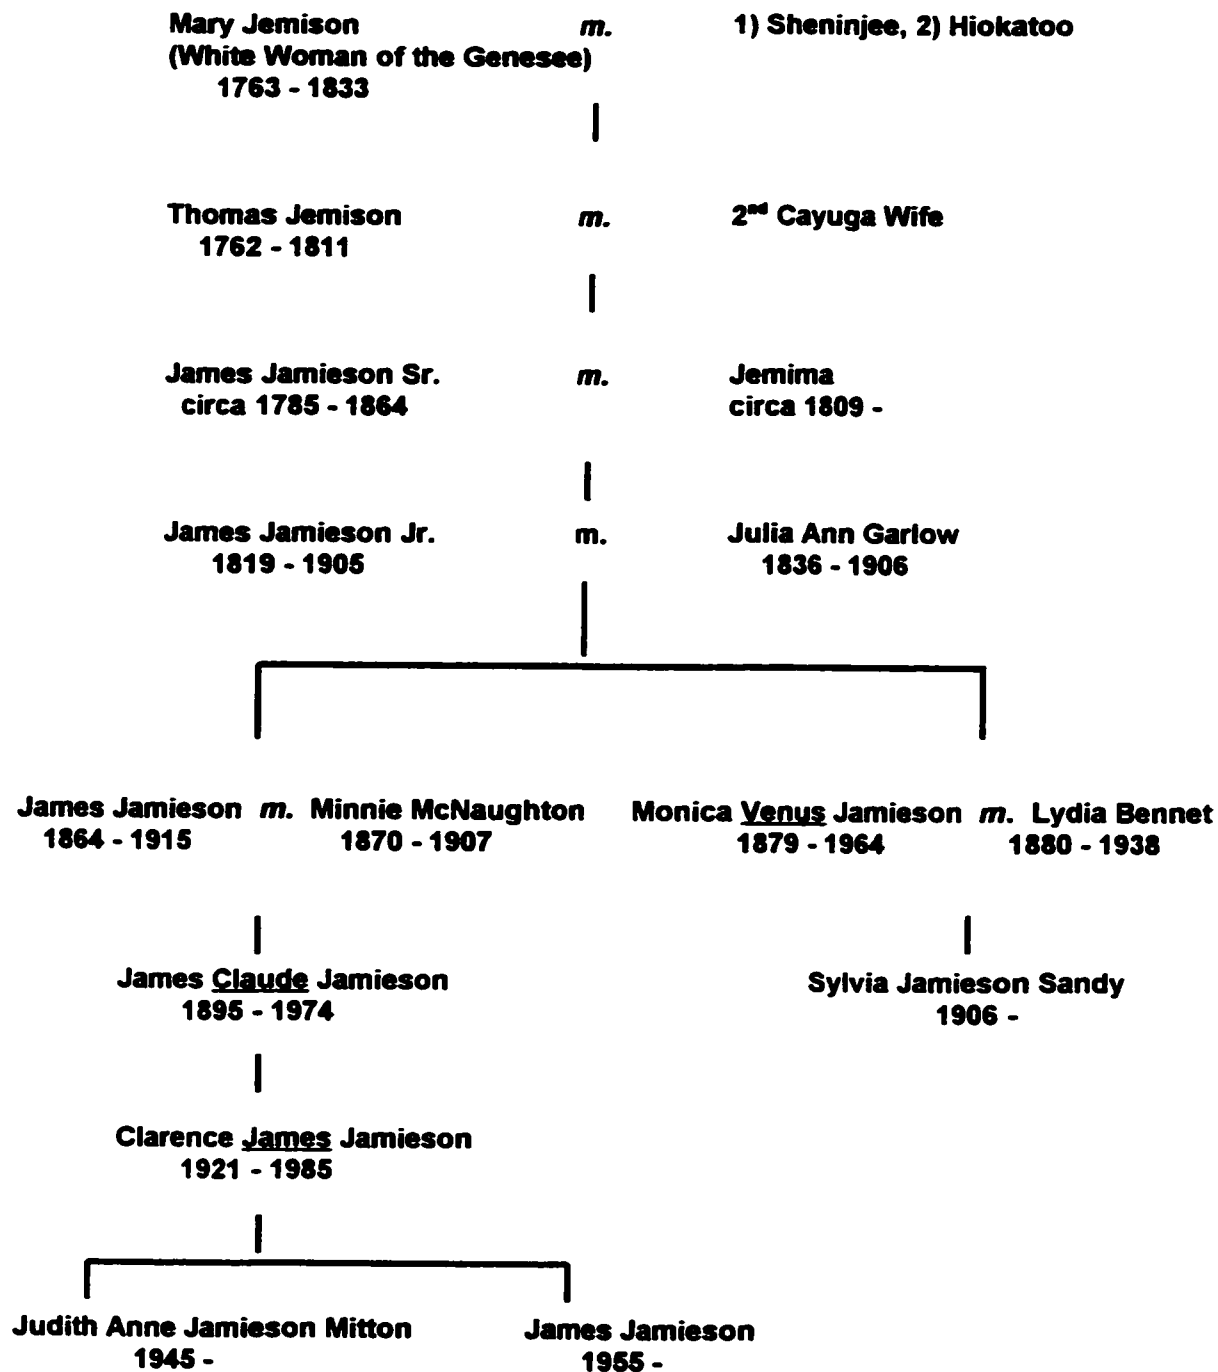 Mary Jemison m. 1) Sheninjee, 2) Hiokatoo
(White Woman of the Genesee)
1763 - 1833
Thomas Jemison m. 2nd Cayuga Wife
1762 - 1811
James Jamieson Sr. m. Jemima
circa 1785 - 1864 circa 1809 -
James Jamieson Jr. m. Julia Ann Garlow
1819 - 1905 1836 - 1906
James Jamieson m. Minnie McNaughton Monica Venus Jamieson m. Lydia Bennet
1864 - 1915 1870 - 1907 1879 - 1964 1880 - 1938
James Claude Jamieson Sylvia Jamieson Sandy
1895 - 1974 1906 -
Clarence James Jamieson
1921 - 1985
Judith Anne Jamieson Mitton James Jamieson
1945 - 1955 -